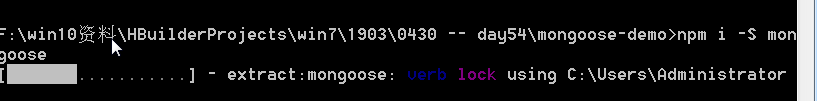 F:\win10资料\HBuilderProjects\win7\1903\0430 -- day54\mongoose-demo>npm i -S mon
goose
[       ...........] - extract:mongoose: verb lock using C:\Users\Administrator